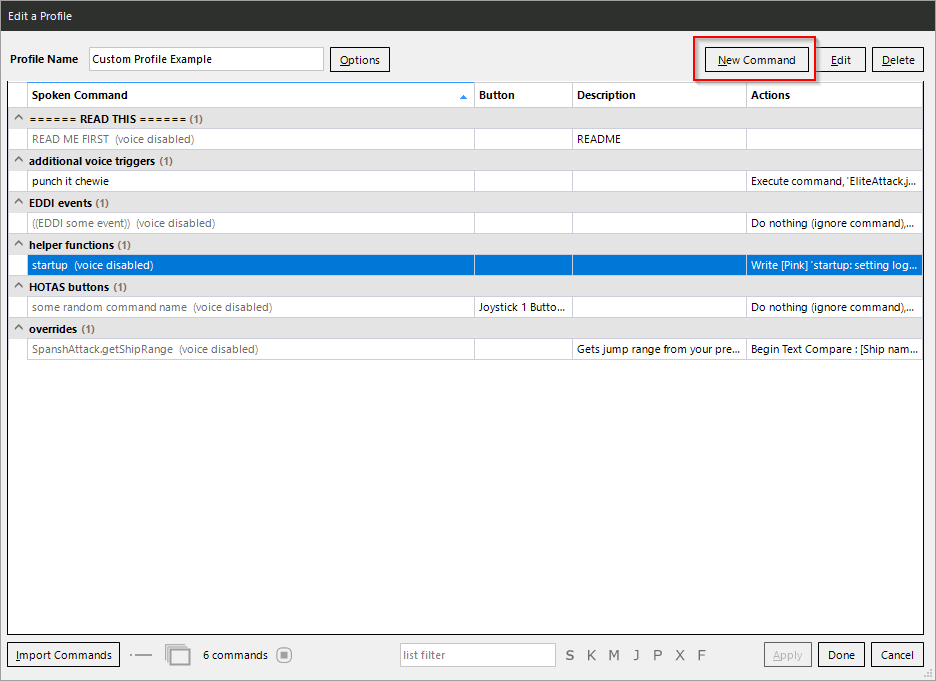 Edit a Profile
Profile Name Custom Profile Example Options New Command Edit Delete
Spoken Command Button Description Actions
====== READ THIS ====== (1)
READ ME FIRST (voice disabled) README
additional voice triggers (1)
punch it chewie Execute command, 'EliteAttack.j...
EDDI events (1)
((EDDI some event)) (voice disabled) Do nothing (ignore command),...
helper functions (1)
startup (voice disabled) Write [Pink] 'startup: setting log...
HOTAS buttons (1)
some random command name (voice disabled) Joystick 1 Butto... Do nothing (ignore command),...
overrides (1)
SpanshAttack.getShipRange (voice disabled) Gets jump range from your pre... Begin Text Compare : [Ship nam...
Import Commands 6 commands list filter S K M J P X F Apply Done Cancel